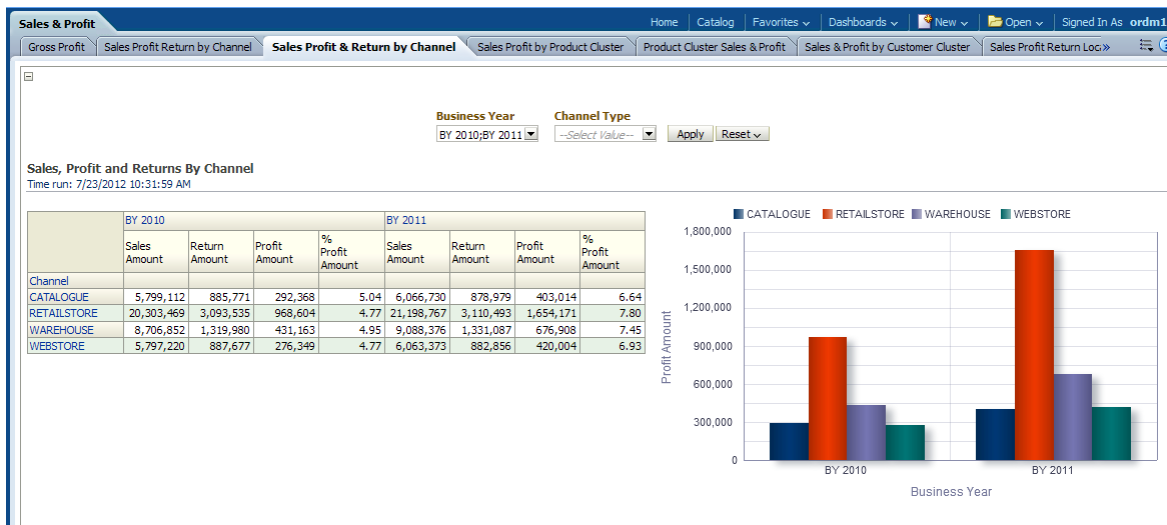 Sales & Profit
Home Catalog Favorites Dashboards New Open Signed In As ordm1
Gross Profit Sales Profit Return by Channel Sales Profit & Return by Channel Sales Profit by Product Cluster Product Cluster Sales & Profit Sales & Profit by Customer Cluster Sales Profit Return Loc»
Business Year Channel Type
BY 2010;BY 2011 --Select Value-- Apply Reset
Sales, Profit and Returns By Channel
Time run: 7/23/2012 10:31:59 AM
BY 2010 BY 2011
Sales Amount Return Amount Profit Amount % Profit Amount Sales Amount Return Amount Profit Amount % Profit Amount
Channel
CATALOGUE 5,799,112 885,771 292,368 5.04 6,066,730 878,979 403,014 6.64
RETAILSTORE 20,303,469 3,093,535 968,604 4.77 21,198,767 3,110,493 1,654,171 7.80
WAREHOUSE 8,706,852 1,319,980 431,163 4.95 9,088,376 1,331,087 676,908 7.45
WEBSTORE 5,797,220 887,677 276,349 4.77 6,063,373 882,856 420,004 6.93
CATALOGUE RETAILSTORE WAREHOUSE WEBSTORE
Profit Amount
1,800,000
1,500,000
1,200,000
900,000
600,000
300,000
0
BY 2010 BY 2011
Business Year